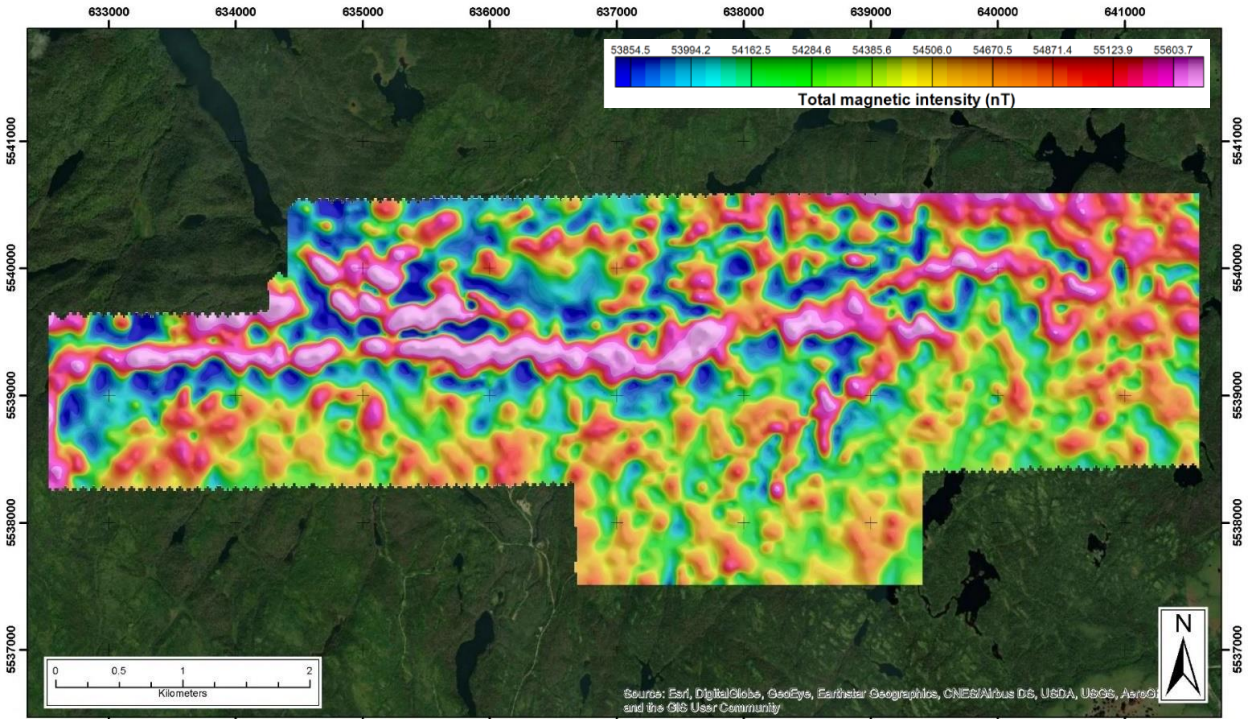 633000 634000 635000 636000 637000 638000 639000 640000 641000
53854.5 53994.2 54162.5 54284.6 54385.6 54506.0 54670.5 54871.4 55123.9 55603.7
Total magnetic intensity (nT)
5541000 5541000
5540000 5540000
5539000 5539000
5538000 5538000
5537000 5537000
N
0 0.5 1 2
Kilometers
Source: Esri, DigitalGlobe, GeoEye, Earthstar Geographics, CNES/Airbus DS, USDA, USGS,
and the GIS User Community